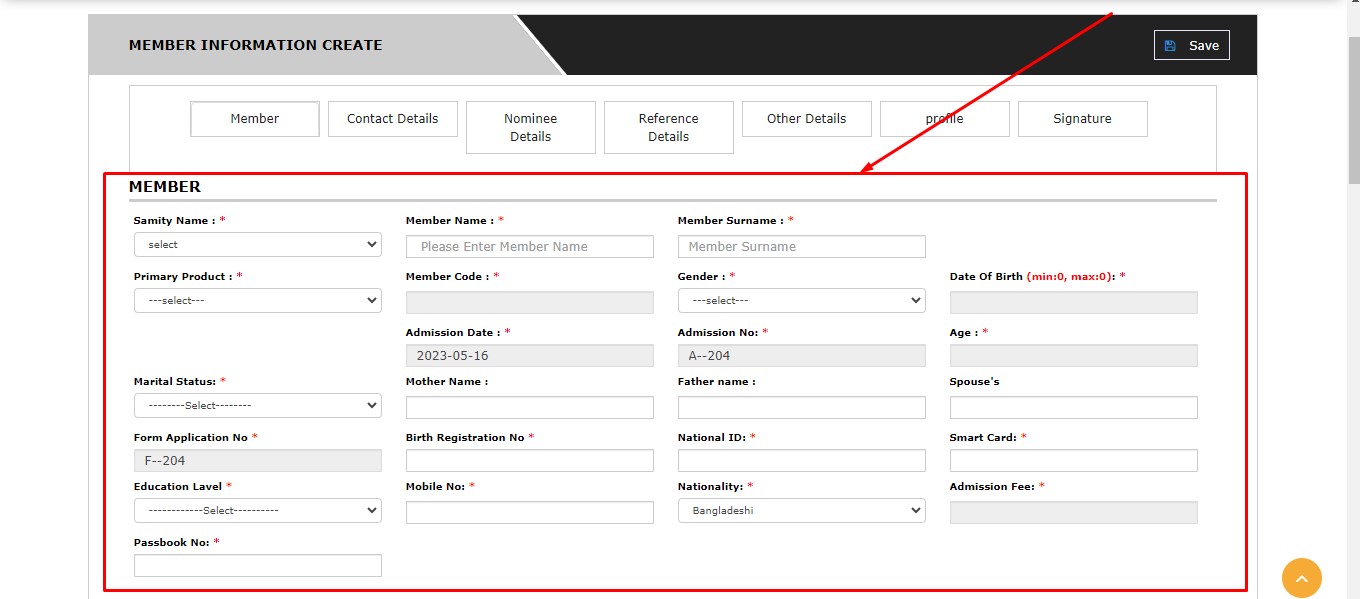 MEMBER INFORMATION CREATE
Save
Member
Contact Details
Nominee
Details
Reference
Details
Other Details
profile
Signature
MEMBER
Samity Name : * Member Name : * Member Surname : *
select Please Enter Member Name Member Surname
Primary Product : * Member Code : * Gender : * Date Of Birth (min:0, max:0): *
---select--- ---select---
Admission Date : * Admission No: * Age : *
2023-05-16 A--204
Marital Status: * Mother Name : Father name : Spouse's
--------Select--------
Form Application No * Birth Registration No * National ID: * Smart Card: *
F--204
Education Lavel * Mobile No: * Nationality: * Admission Fee: *
------------Select---------- Bangladeshi
Passbook No: *